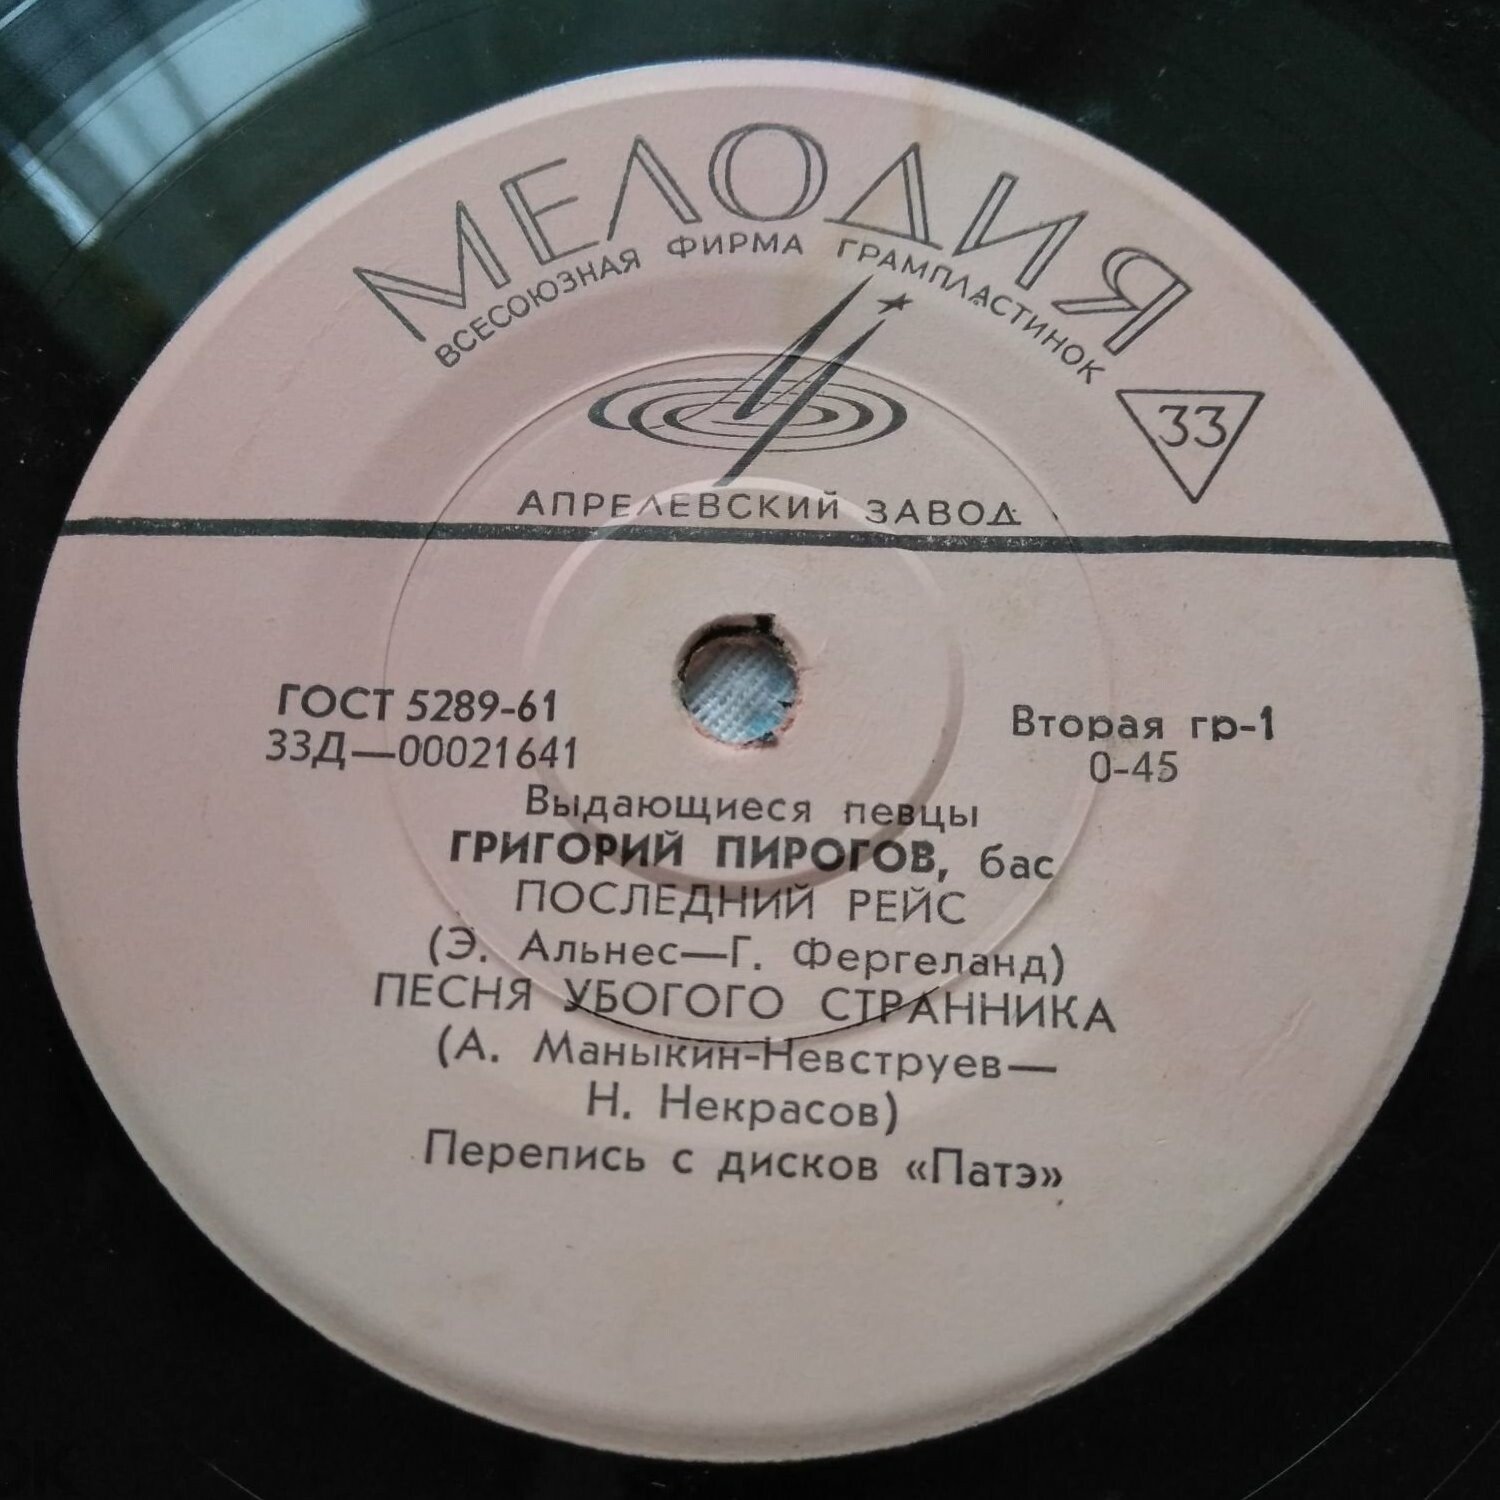 МЕЛОДИЯ
ВСЕСОЮЗНАЯ ФИРМА ГРАМПЛАСТИНОК
33
АПРЕЛЕВСКИЙ ЗАВОД
ГОСТ 5289-61
33Д—00021641
Вторая гр-1
0-45
Выдающиеся певцы
ГРИГОРИЙ ПИРОГОВ, бас
ПОСЛЕДНИЙ РЕЙС
(Э. Альнес—Г. Фергеланд)
ПЕСНЯ УБОГОГО СТРАННИКА
(А. Маныкин-Невструев—
Н. Некрасов)
Перепись с дисков «Патэ»